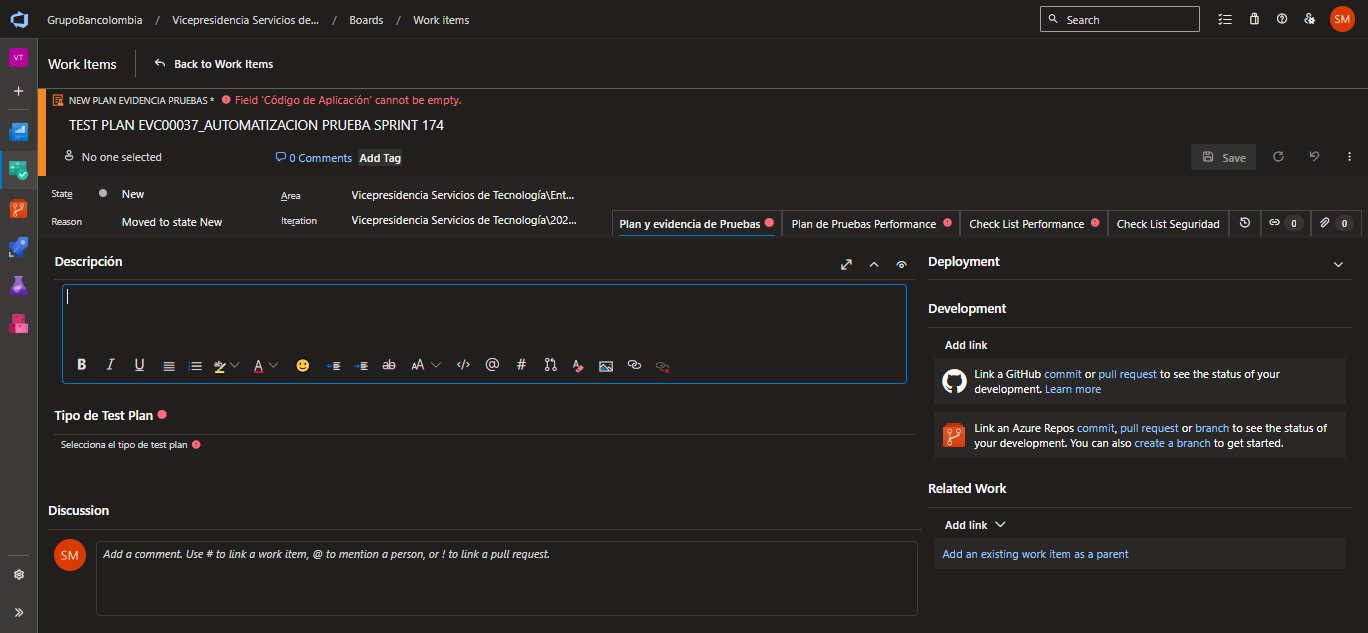 GrupoBancolombia / Vicepresidencia Servicios de... / Boards / Work items
Search
SM
VT
Work Items
Back to Work Items
NEW PLAN EVIDENCIA PRUEBAS * Field 'Código de Aplicación' cannot be empty.
TEST PLAN EVC00037_AUTOMATIZACION PRUEBA SPRINT 174
No one selected
0 Comments
Add Tag
Save
State
New
Area
Vicepresidencia Servicios de Tecnología\Ent...
Reason
Moved to state New
Iteration
Vicepresidencia Servicios de Tecnología\202...
Plan y evidencia de Pruebas
Plan de Pruebas Performance
Check List Performance
Check List Seguridad
0
0
Descripción
Tipo de Test Plan
Selecciona el tipo de test plan
Discussion
SM
Add a comment. Use # to link a work item, @ to mention a person, or ! to link a pull request.
Deployment
Development
Add link
Link a GitHub commit or pull request to see the status of your
development. Learn more
Link an Azure Repos commit, pull request or branch to see the status of
your development. You can also create a branch to get started.
Related Work
Add link
Add an existing work item as a parent